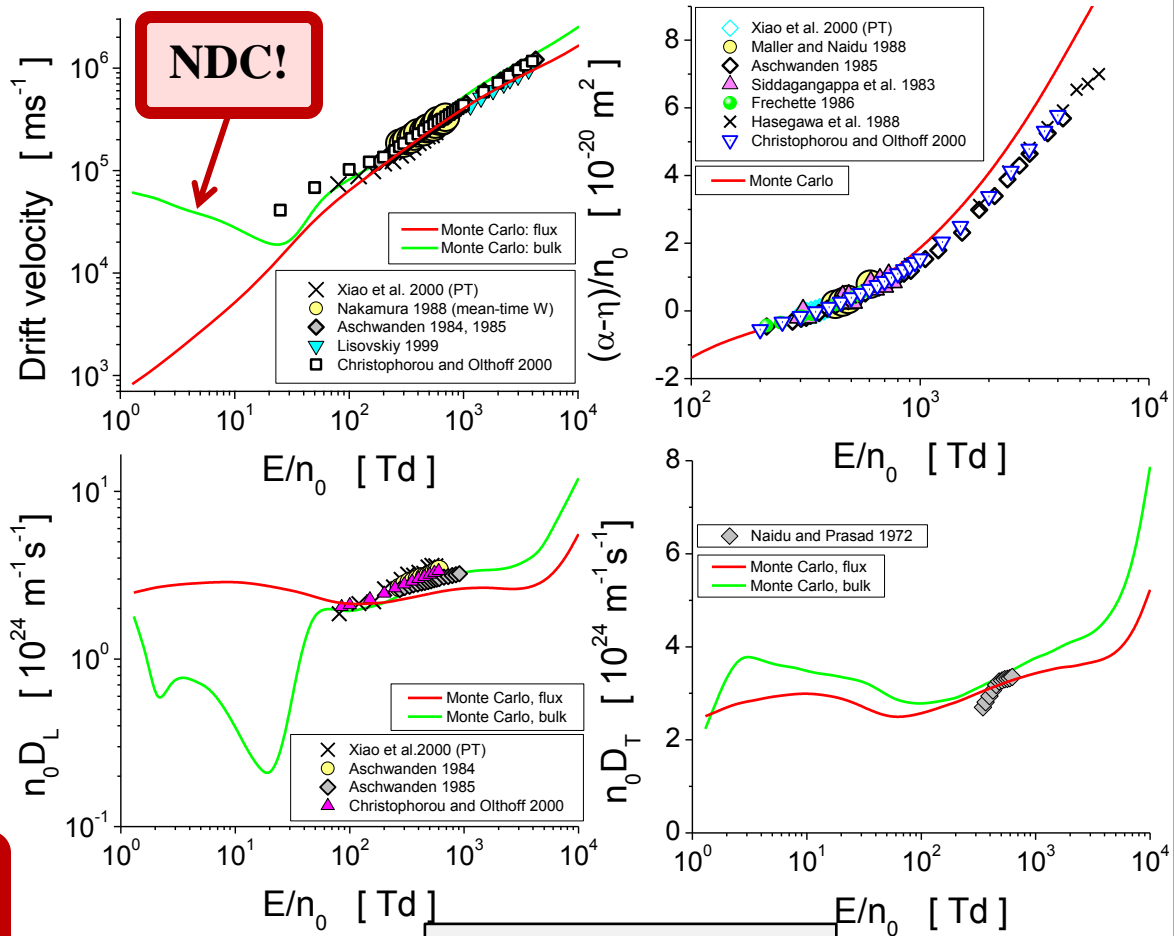 NDC!
Drift velocity [ ms⁻¹ ]
10⁶
10⁵
10⁴
10³
Monte Carlo: flux
Monte Carlo: bulk
Xiao et al. 2000 (PT)
Nakamura 1988 (mean-time W)
Aschwanden 1984, 1985
Lisovskiy 1999
Christophorou and Olthoff 2000
10⁰ 10¹ 10² 10³ 10⁴
E/n₀ [ Td ]
(α-η)/n₀ [ 10⁻²⁰ m² ]
8
6
4
2
0
-2
Xiao et al. 2000 (PT)
Maller and Naidu 1988
Aschwanden 1985
Siddagangappa et al. 1983
Frechette 1986
Hasegawa et al. 1988
Christophorou and Olthoff 2000
Monte Carlo
10² 10³ 10⁴
E/n₀ [ Td ]
n₀D_L [ 10²⁴ m⁻¹s⁻¹ ]
10¹
10⁰
10⁻¹
Monte Carlo, flux
Monte Carlo, bulk
Xiao et al.2000 (PT)
Aschwanden 1984
Aschwanden 1985
Christophorou and Olthoff 2000
10⁰ 10¹ 10² 10³ 10⁴
E/n₀ [ Td ]
n₀D_T [ 10²⁴ m⁻¹s⁻¹ ]
8
6
4
2
0
Naidu and Prasad 1972
Monte Carlo, flux
Monte Carlo, bulk
10⁰ 10¹ 10² 10³ 10⁴
E/n₀ [ Td ]